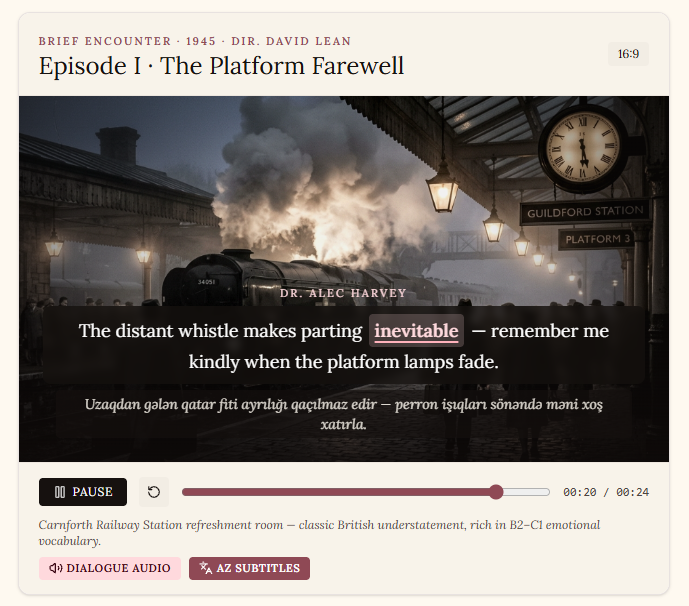 BRIEF ENCOUNTER · 1945 · DIR. DAVID LEAN
Episode I · The Platform Farewell
16:9
GUILDFORD STATION
PLATFORM 3
34051
DR. ALEC HARVEY
The distant whistle makes parting inevitable — remember me
kindly when the platform lamps fade.
Uzaqdan gələn qatar fiti ayrılığı qaçılmaz edir — perron işıqları sönəndə məni xoş
xatırla.
PAUSE
00:20 / 00:24
Carnforth Railway Station refreshment room — classic British understatement, rich in B2–C1 emotional
vocabulary.
DIALOGUE AUDIO
AZ SUBTITLES